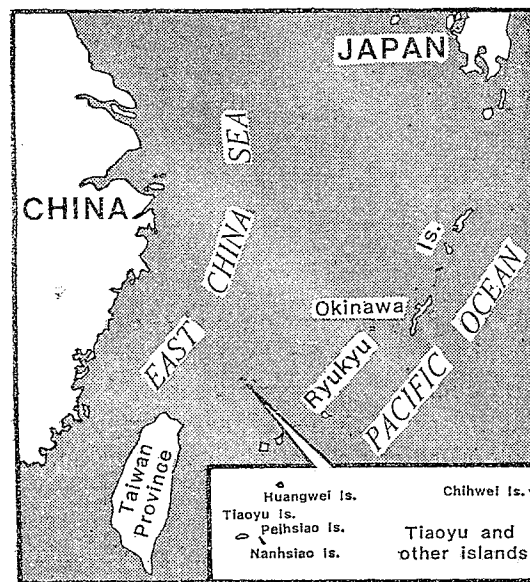 JAPAN
EAST CHINA SEA
CHINA
Ryukyu Is.
Okinawa
PACIFIC OCEAN
Taiwan
Province
Huangwei Is.
Chihwei Is.
Tiaoyu Is.
Peihsiao Is.
Nanhsiao Is.
Tiaoyu and
other islands